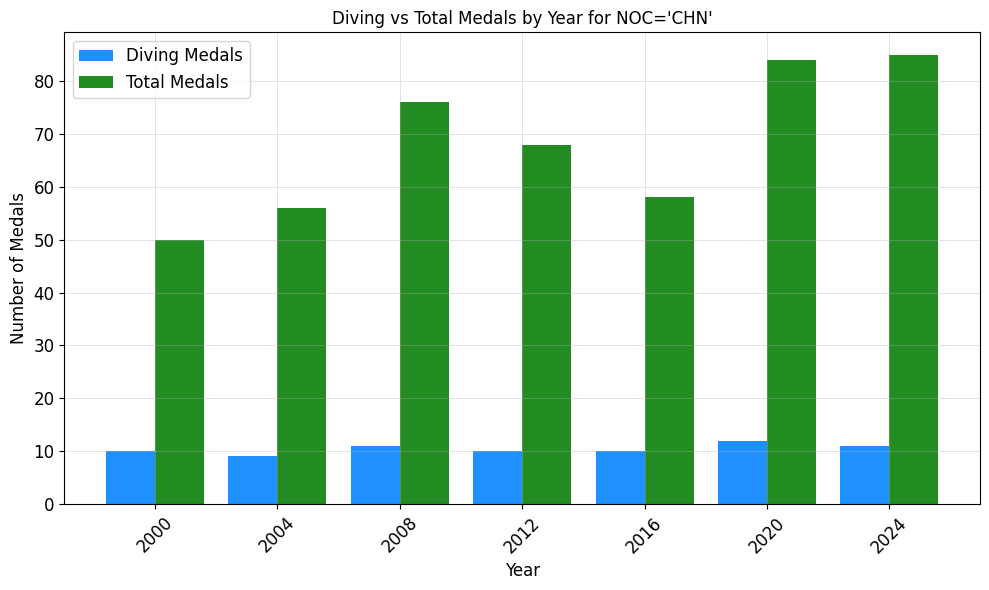 Diving vs Total Medals by Year for NOC='CHN'
Diving Medals
Total Medals
Number of Medals
80
70
60
50
40
30
20
10
0
2000 2004 2008 2012 2016 2020 2024
Year